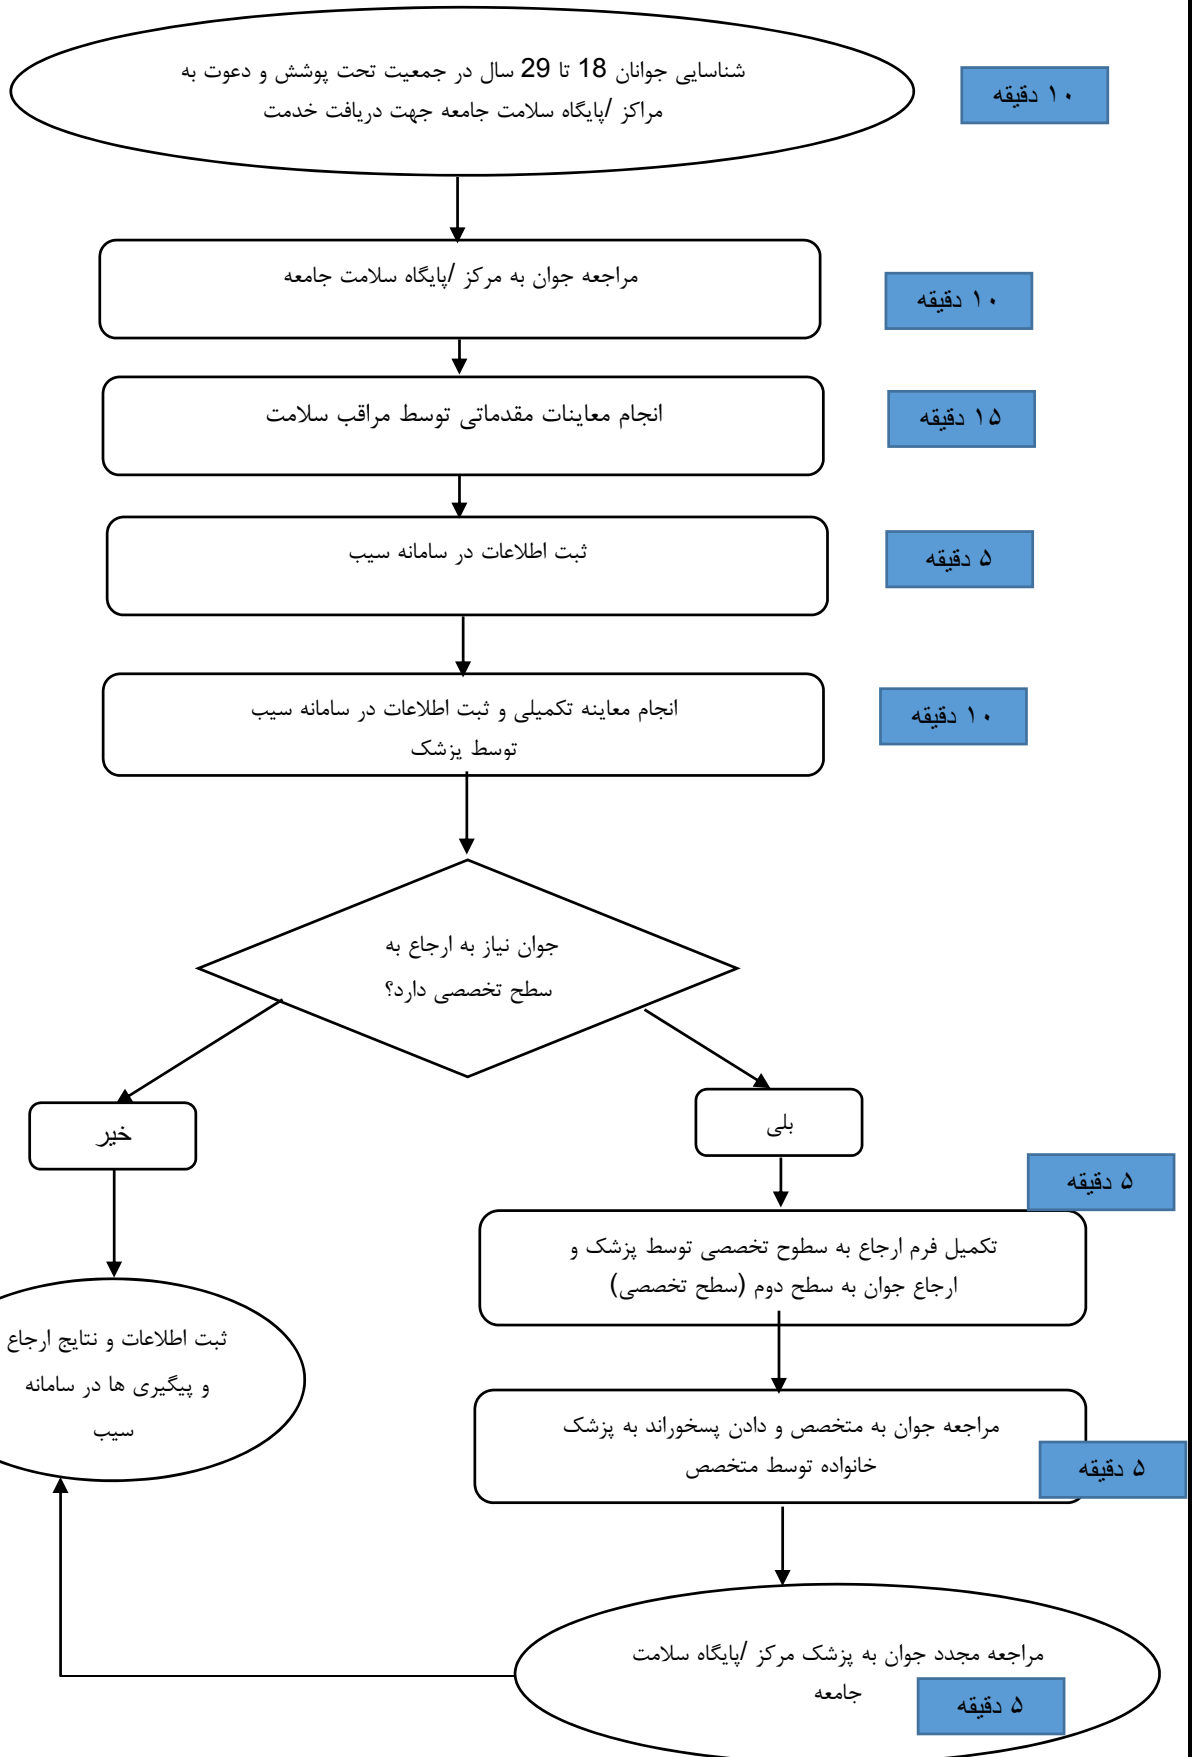 شناسایی جوانان 18 تا 29 سال در جمعیت تحت پوشش و دعوت به
مراکز /پایگاه سلامت جامعه جهت دریافت خدمت
۱۰ دقیقه
مراجعه جوان به مرکز /پایگاه سلامت جامعه
۱۰ دقیقه
انجام معاینات مقدماتی توسط مراقب سلامت
۱۵ دقیقه
ثبت اطلاعات در سامانه سیب
۵ دقیقه
انجام معاینه تکمیلی و ثبت اطلاعات در سامانه سیب
توسط پزشک
۱۰ دقیقه
جوان نیاز به ارجاع به
سطح تخصصی دارد؟
بلی
خیر
۵ دقیقه
تکمیل فرم ارجاع به سطوح تخصصی توسط پزشک و
ارجاع جوان به سطح دوم (سطح تخصصی)
ثبت اطلاعات و نتایج ارجاع
و پیگیری ها در سامانه
سیب
مراجعه جوان به متخصص و دادن پسخوراند به پزشک
خانواده توسط متخصص
۵ دقیقه
مراجعه مجدد جوان به پزشک مرکز /پایگاه سلامت
جامعه
۵ دقیقه